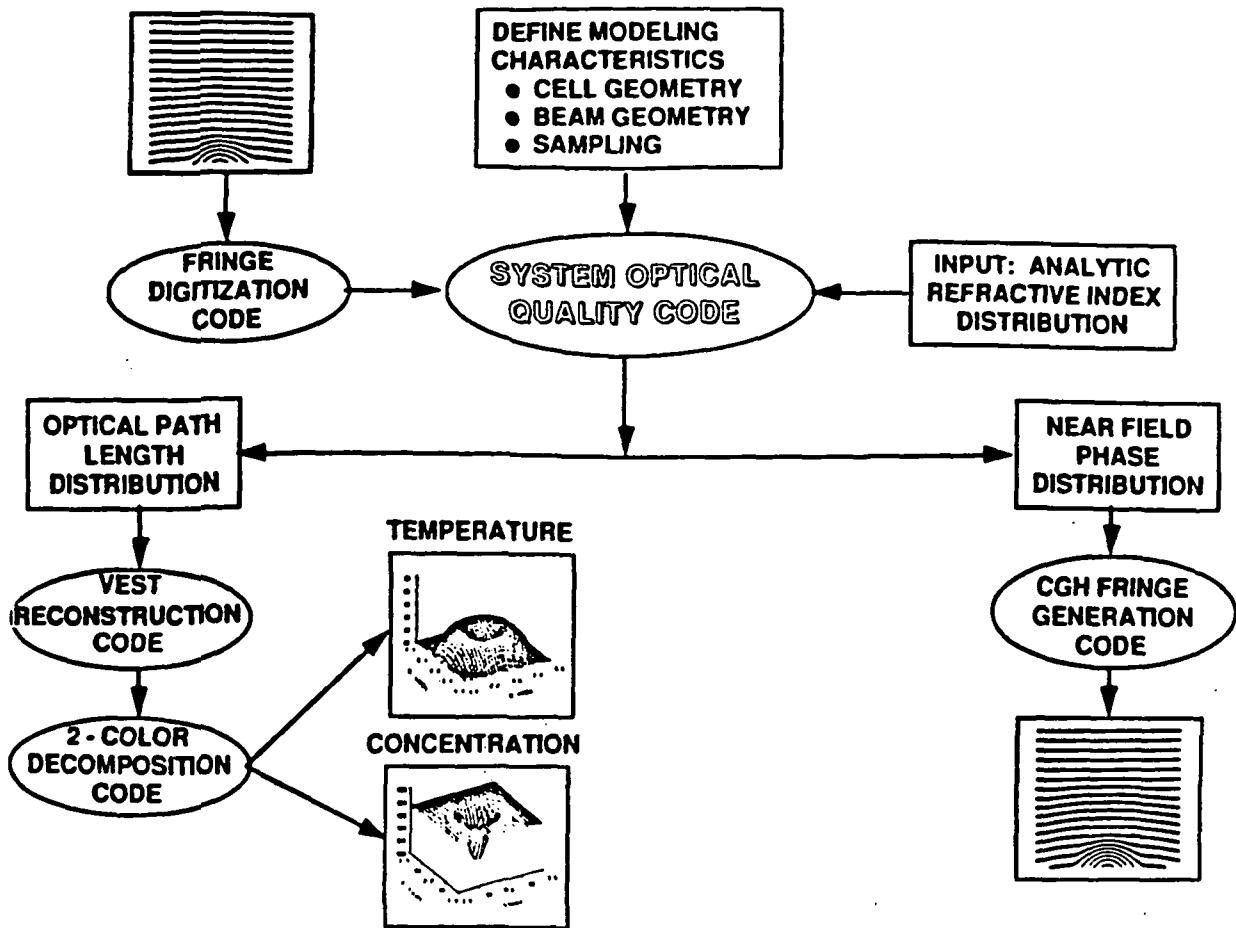 DEFINE MODELING
CHARACTERISTICS
● CELL GEOMETRY
● BEAM GEOMETRY
● SAMPLING
FRINGE
DIGITIZATION
CODE
SYSTEM OPTICAL
QUALITY CODE
INPUT: ANALYTIC
REFRACTIVE INDEX
DISTRIBUTION
OPTICAL PATH
LENGTH
DISTRIBUTION
NEAR FIELD
PHASE
DISTRIBUTION
TEMPERATURE
VEST
RECONSTRUCTION
CODE
CGH FRINGE
GENERATION
CODE
2 - COLOR
DECOMPOSITION
CODE
CONCENTRATION